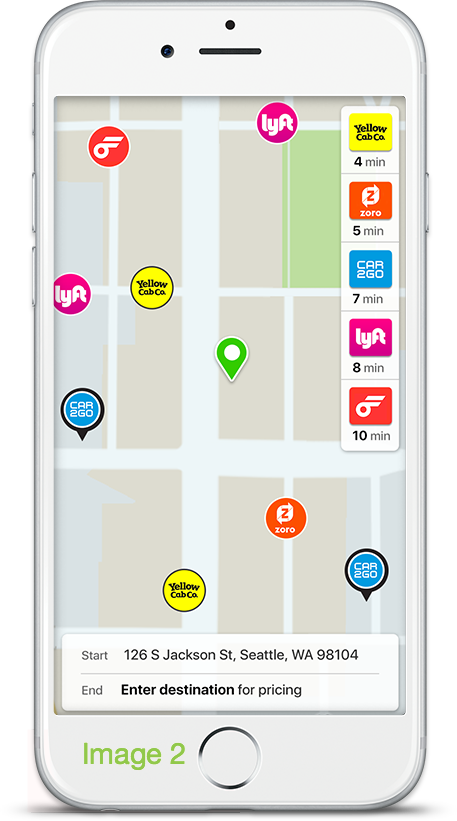 lyft
Yellow
Cab Co.
4 min
zoro
5 min
CAR
2GO
7 min
lyft
8 min
10 min
lyft
Yellow
Cab Co.
CAR
2GO
zoro
CAR
2GO
Yellow
Cab Co.
Start 126 S Jackson St, Seattle, WA 98104
End Enter destination for pricing
Image 2